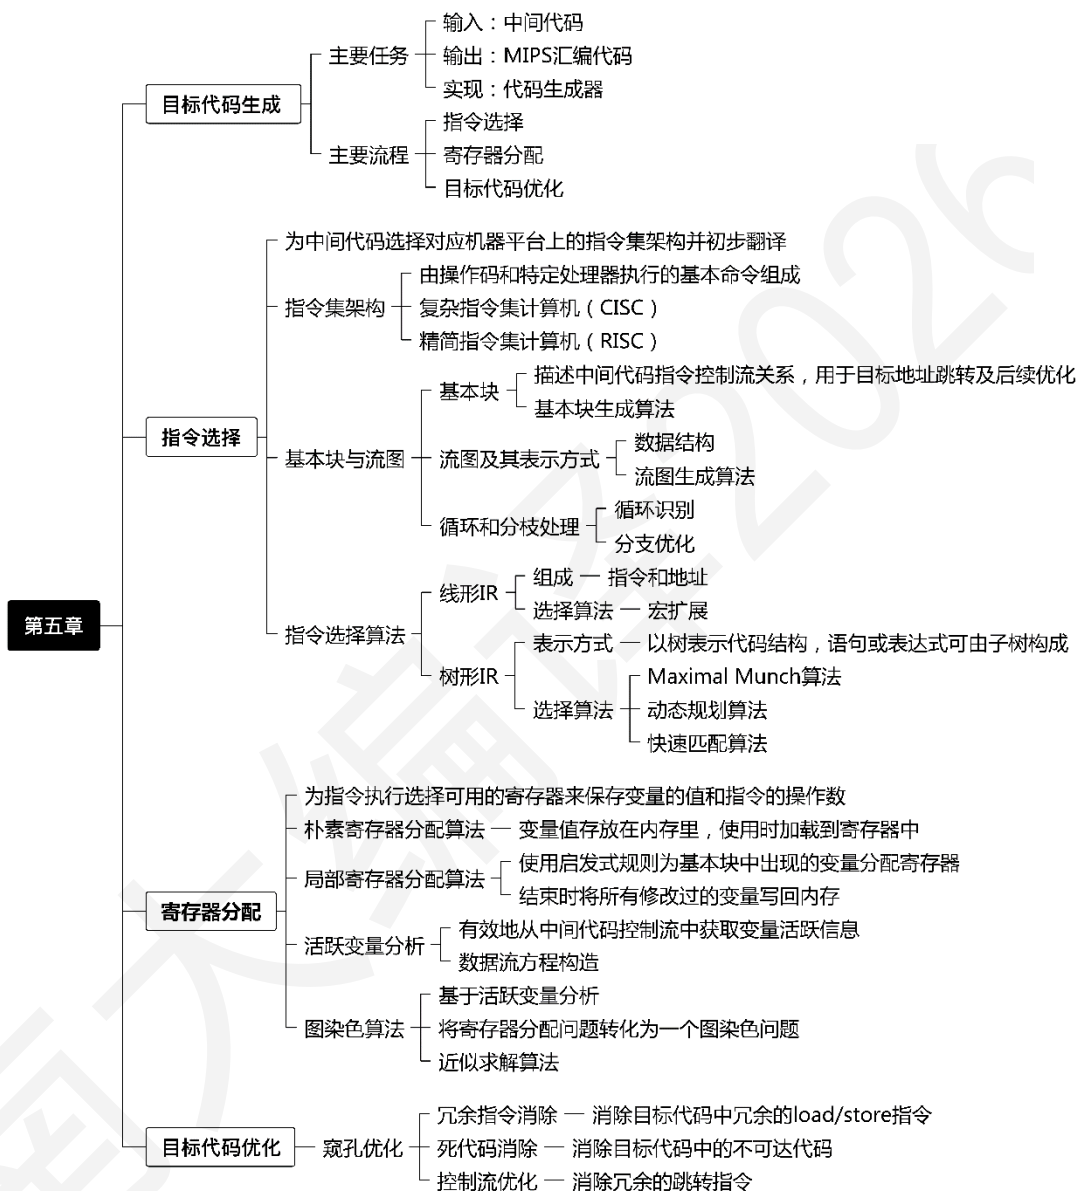 第五章
目标代码生成
主要任务
输入：中间代码
输出：MIPS汇编代码
实现：代码生成器
主要流程
指令选择
寄存器分配
目标代码优化
指令选择
为中间代码选择对应机器平台上的指令集架构并初步翻译
指令集架构
由操作码和特定处理器执行的基本命令组成
复杂指令集计算机（CISC）
精简指令集计算机（RISC）
基本块与流图
基本块
描述中间代码指令控制流关系，用于目标地址跳转及后续优化
基本块生成算法
流图及其表示方式
数据结构
流图生成算法
循环和分枝处理
循环识别
分支优化
指令选择算法
线形IR
组成
指令和地址
选择算法
宏扩展
树形IR
表示方式
以树表示代码结构，语句或表达式可由子树构成
选择算法
Maximal Munch算法
动态规划算法
快速匹配算法
寄存器分配
为指令执行选择可用的寄存器来保存变量的值和指令的操作数
朴素寄存器分配算法
变量值存放在内存里，使用时加载到寄存器中
局部寄存器分配算法
使用启发式规则为基本块中出现的变量分配寄存器
结束时将所有修改过的变量写回内存
活跃变量分析
有效地从中间代码控制流中获取变量活跃信息
数据流方程构造
图染色算法
基于活跃变量分析
将寄存器分配问题转化为一个图染色问题
近似求解算法
目标代码优化
窥孔优化
冗余指令消除
消除目标代码中冗余的load/store指令
死代码消除
消除目标代码中的不可达代码
控制流优化
消除冗余的跳转指令
南大编译2026